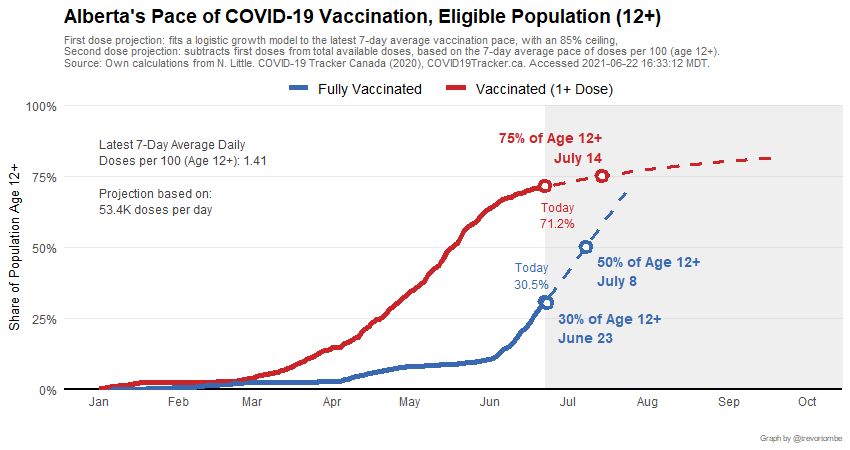 Alberta's Pace of COVID-19 Vaccination, Eligible Population (12+)
First dose projection: fits a logistic growth model to the latest 7-day average vaccination pace, with an 85% ceiling,
Second dose projection: subtracts first doses from total available doses, based on the 7-day average pace of doses per 100 (age 12+).
Source: Own calculations from N. Little. COVID-19 Tracker Canada (2020), COVID19Tracker.ca. Accessed 2021-06-22 16:33:12 MDT.
Fully Vaccinated
Vaccinated (1+ Dose)
Share of Population Age 12+
100%
75%
50%
25%
0%
Latest 7-Day Average Daily
Doses per 100 (Age 12+): 1.41
Projection based on:
53.4K doses per day
75% of Age 12+
July 14
Today
71.2%
Today
30.5%
50% of Age 12+
July 8
30% of Age 12+
June 23
Jan
Feb
Mar
Apr
May
Jun
Jul
Aug
Sep
Oct
Graph by @trevortombe